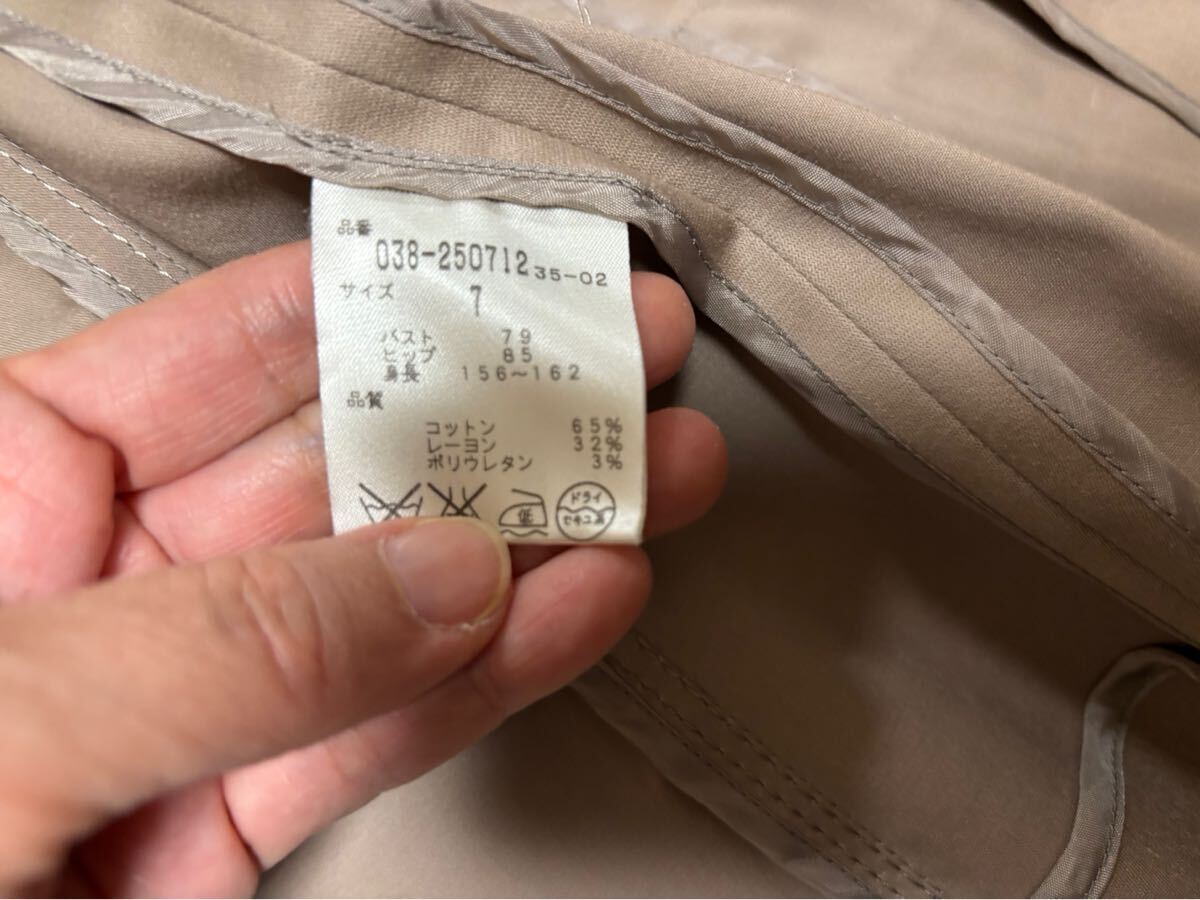 品番
038-250712 35-02
サイズ 7
バスト 79
ヒップ 85
身長 156~162
品質
コットン 65%
レーヨン 32%
ポリウレタン 3%
低
ドライ
セキユ系